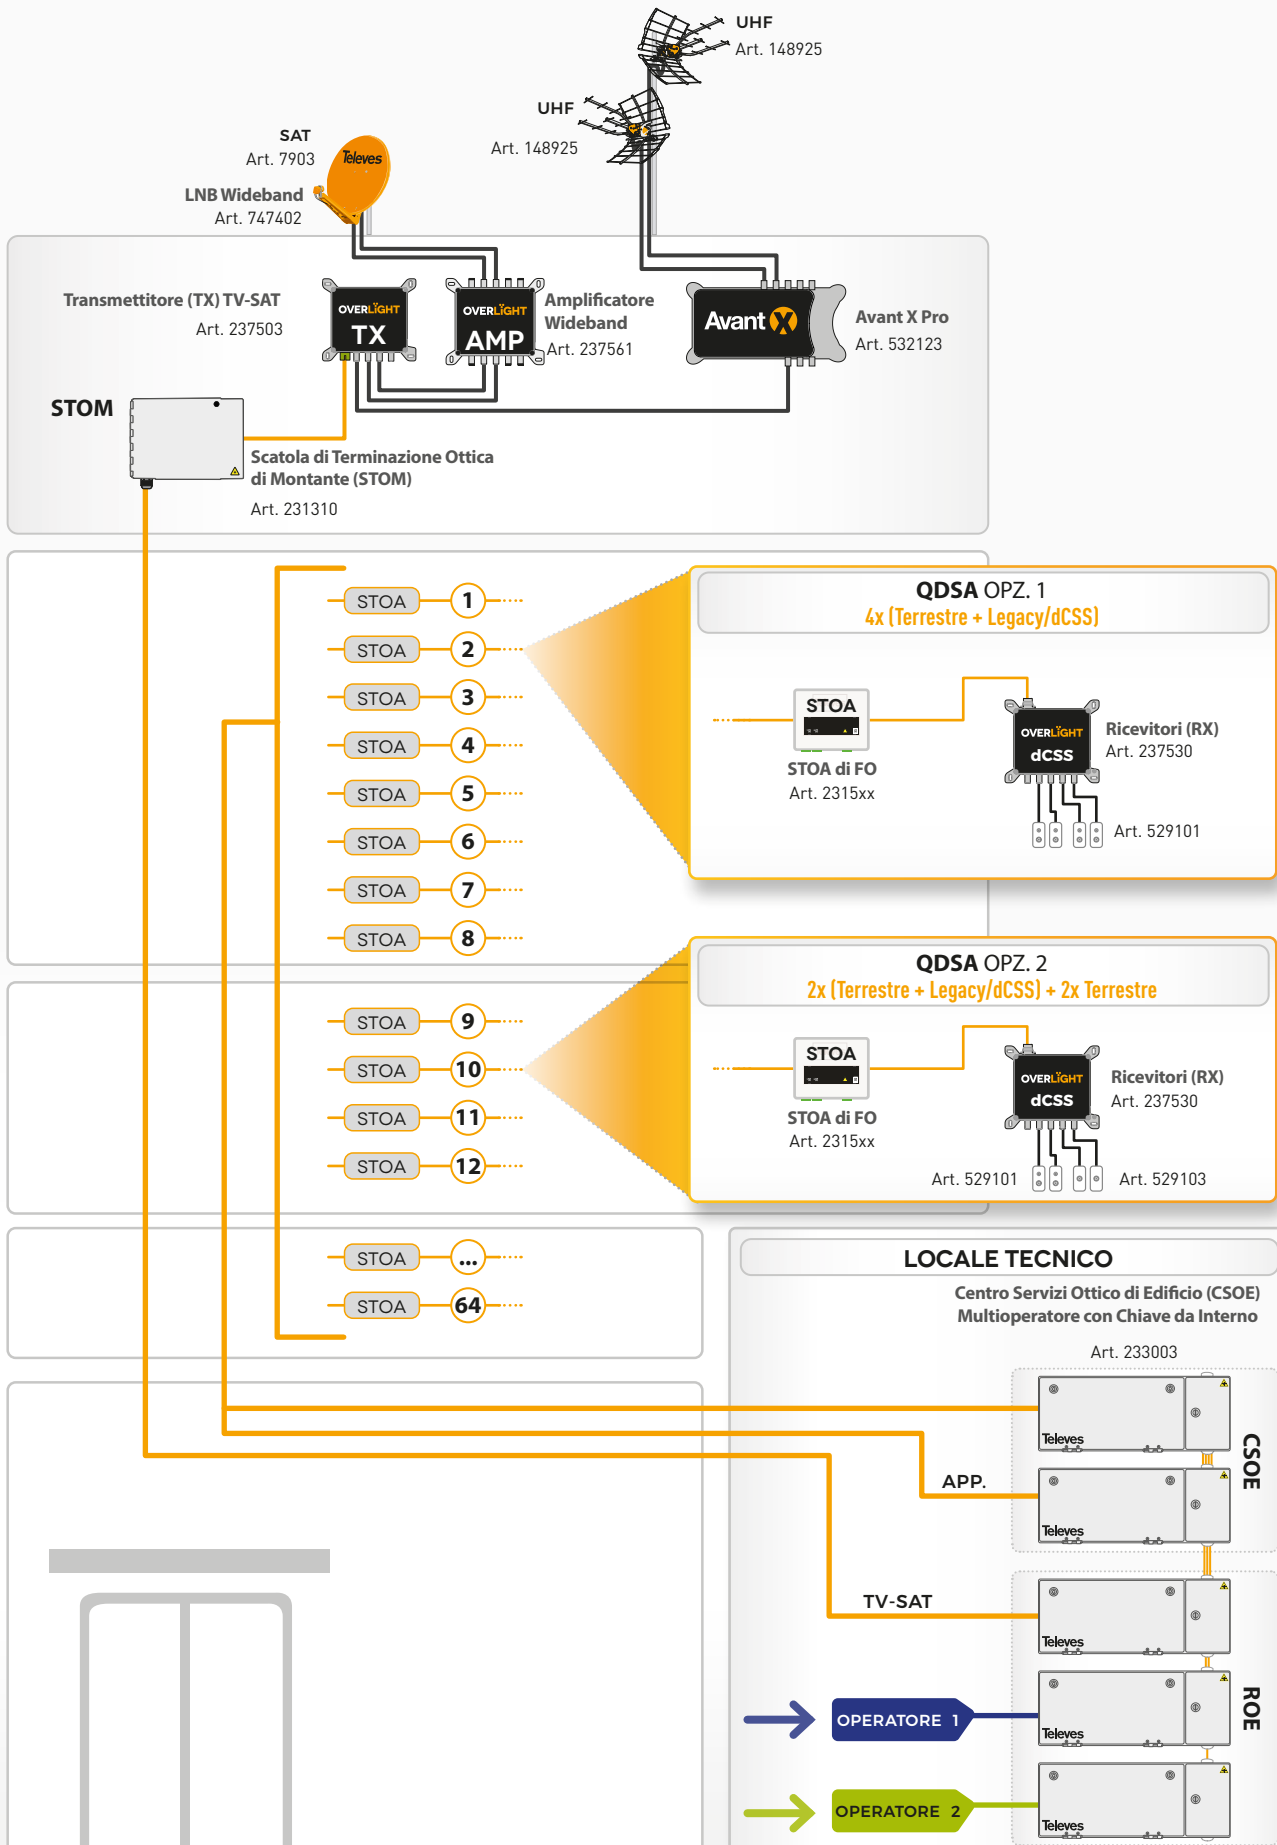 UHF
Art. 148925
UHF
Art. 148925
SAT
Art. 7903
Televes
LNB Wideband
Art. 747402
Transmettitore (TX) TV-SAT
Art. 237503
OVERLIGHT
TX
OVERLIGHT
AMP
Amplificatore
Wideband
Art. 237561
Avant X
Avant X Pro
Art. 532123
STOM
Scatola di Terminazione Ottica
di Montante (STOM)
Art. 231310
STOA 1
STOA 2
STOA 3
STOA 4
STOA 5
STOA 6
STOA 7
STOA 8
QDSA OPZ. 1
4x (Terrestre + Legacy/dCSS)
STOA
STOA di FO
Art. 2315xx
OVERLIGHT
dCSS
Ricevitori (RX)
Art. 237530
Art. 529101
STOA 9
STOA 10
STOA 11
STOA 12
QDSA OPZ. 2
2x (Terrestre + Legacy/dCSS) + 2x Terrestre
STOA
STOA di FO
Art. 2315xx
OVERLIGHT
dCSS
Ricevitori (RX)
Art. 237530
Art. 529101
Art. 529103
STOA ...
STOA 64
LOCALE TECNICO
Centro Servizi Ottico di Edificio (CSOE)
Multioperatore con Chiave da Interno
Art. 233003
Televes
CSOE
APP.
Televes
TV-SAT
Televes
ROE
OPERATORE 1
Televes
OPERATORE 2
Televes